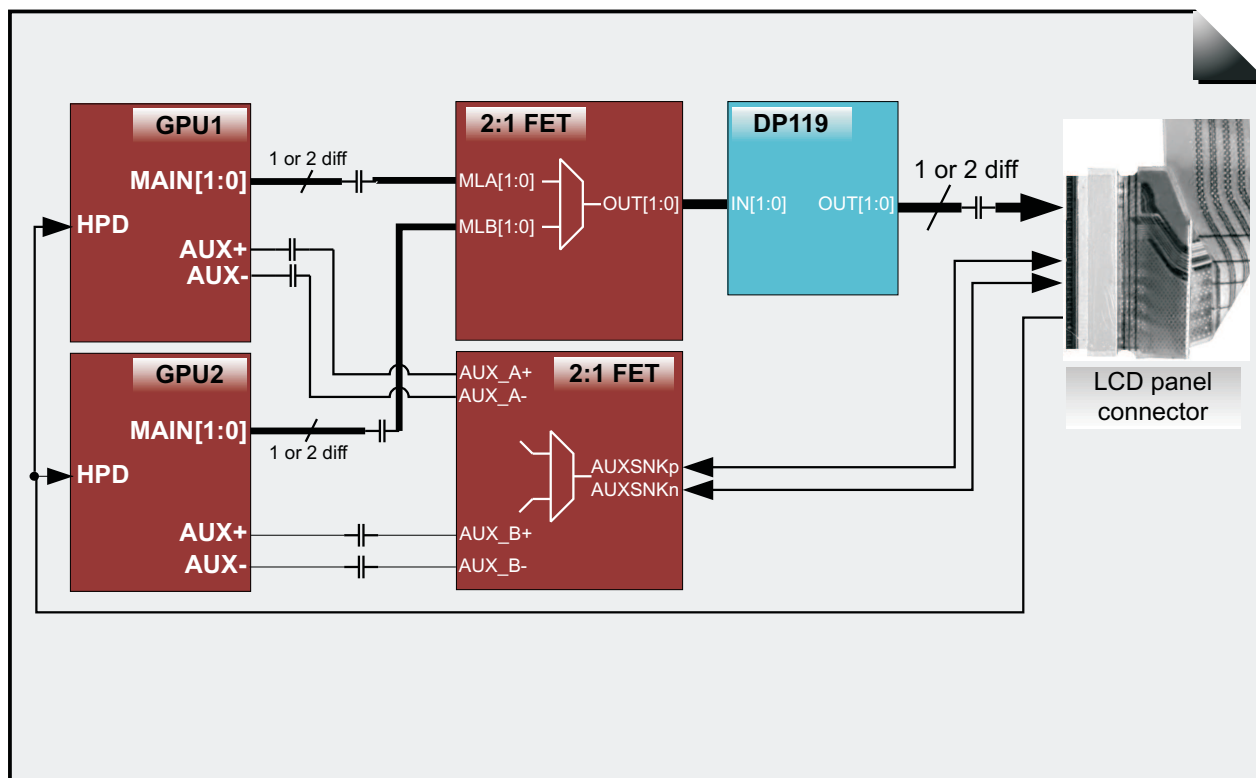 GPU1
MAIN[1:0]
HPD
AUX+
AUX-
1 or 2 diff
2:1 FET
MLA[1:0]
MLB[1:0]
OUT[1:0]
DP119
IN[1:0]
OUT[1:0]
1 or 2 diff
LCD panel
connector
GPU2
MAIN[1:0]
HPD
AUX+
AUX-
1 or 2 diff
2:1 FET
AUX_A+
AUX_A-
AUXSNKp
AUXSNKn
AUX_B+
AUX_B-